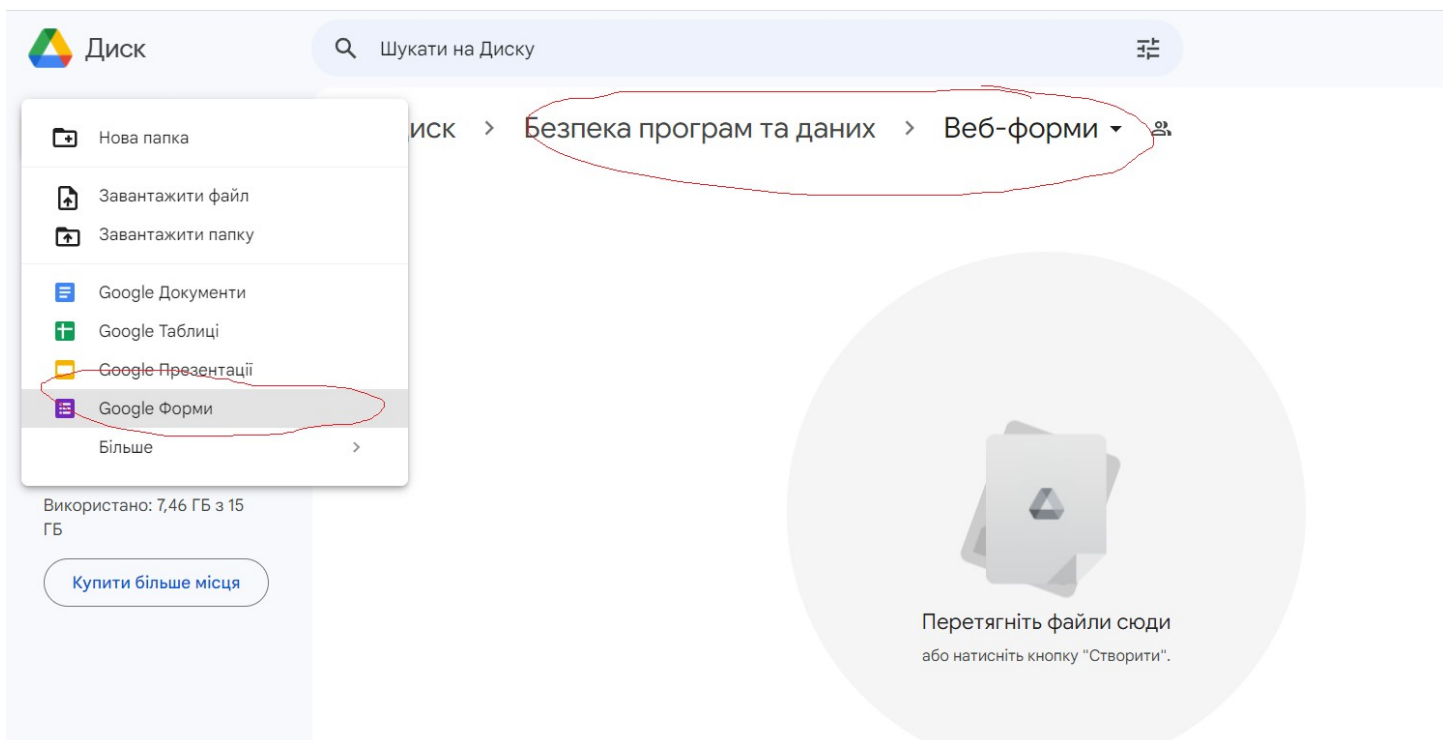 Диск
Шукати на Диску
иск > Безпека програм та даних > Веб-форми
Нова папка
Завантажити файл
Завантажити папку
Google Документи
Google Таблиці
Google Презентації
Google Форми
Більше
Використано: 7,46 ГБ з 15
ГБ
Купити більше місця
Перетягніть файли сюди
або натисніть кнопку "Створити".